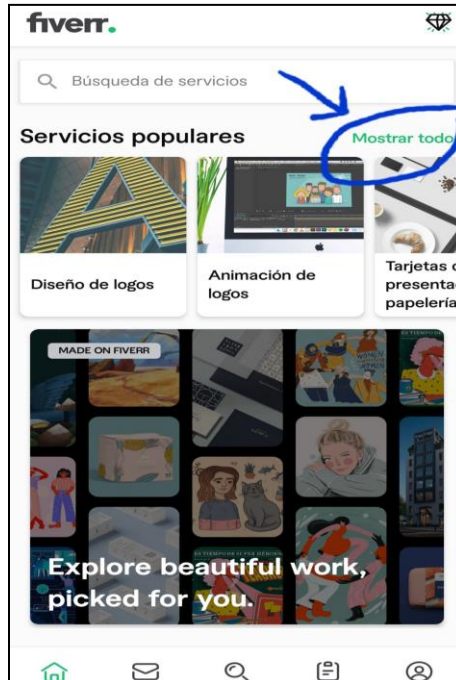 fiverr.
Búsqueda de servicios
Servicios populares
Mostrar todo
Diseño de logos
Animación de
logos
Tarjetas
presenta
papelería
MADE ON FIVERR
Explore beautiful work,
picked for you.